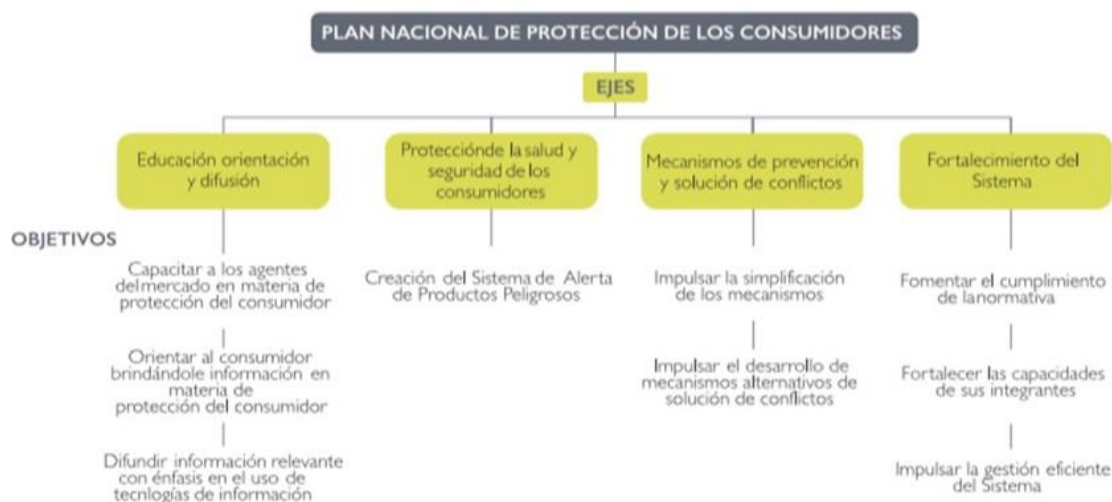 PLAN NACIONAL DE PROTECCIÓN DE LOS CONSUMIDORES
EJES
Educación orientación
y difusión
Protecciónde la salud y
seguridad de los
consumidores
Mecanismos de prevención
y solución de conflictos
Fortalecimiento del
Sistema
OBJETIVOS
Capacitar a los agentes
delmercado en materia de
protección del consumidor
Orientar al consumidor
brindándole información en
materia de
protección del consumidor
Difundir información relevante
con énfasis en el uso de
tecnlogías de información
Creación del Sistema de Alerta
de Productos Peligrosos
Impulsar la simplificación
de los mecanismos
Impulsar el desarrollo de
mecanismos alternativos de
solución de conflictos
Fomentar el cumplimiento
de lanormativa
Fortalecer las capacidades
de sus integrantes
Impulsar la gestión eficiente
del Sistema